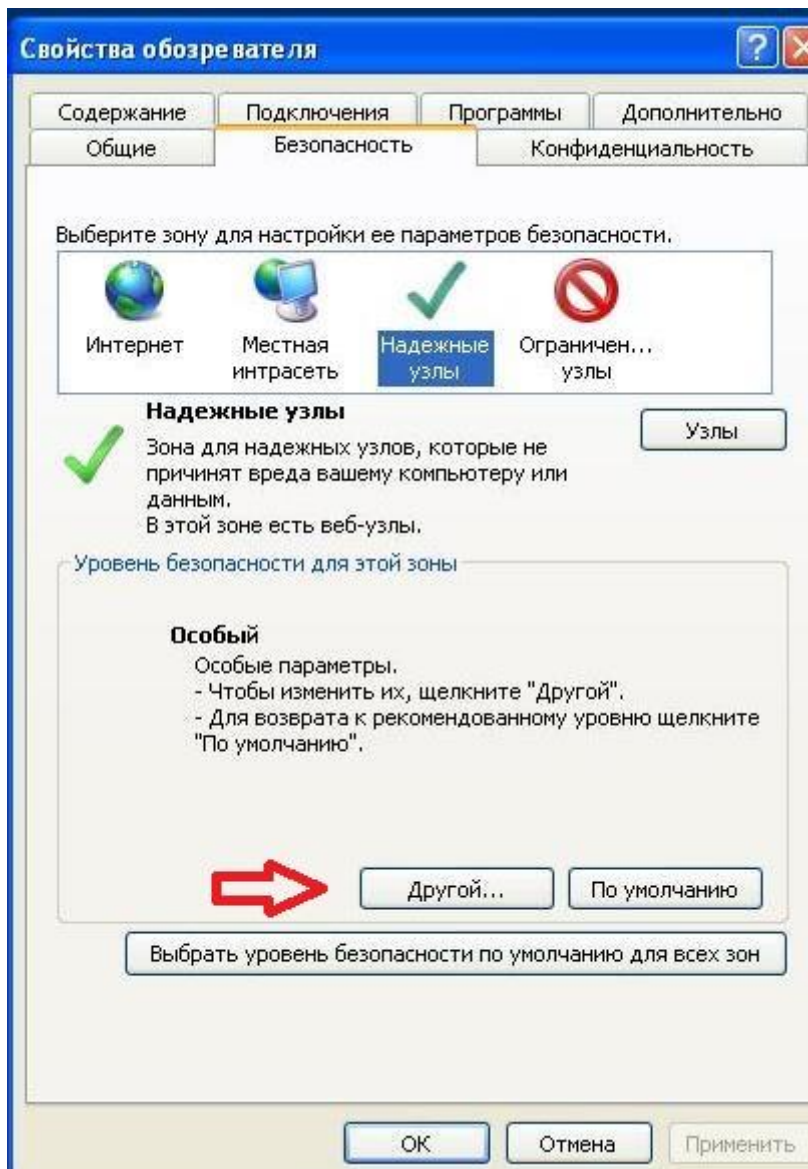 Свойства обозревателя
Содержание Подключения Программы Дополнительно
Общие Безопасность Конфиденциальность
Выберите зону для настройки ее параметров безопасности.
Интернет Местная интрасеть Надежные узлы Ограничен... узлы
Надежные узлы
Узлы
Зона для надежных узлов, которые не
причинят вреда вашему компьютеру или
данным.
В этой зоне есть веб-узлы.
Уровень безопасности для этой зоны
Особый
Особые параметры.
- Чтобы изменить их, щелкните "Другой".
- Для возврата к рекомендованному уровню щелкните
"По умолчанию".
Другой... По умолчанию
Выбрать уровень безопасности по умолчанию для всех зон
ОК Отмена Применить